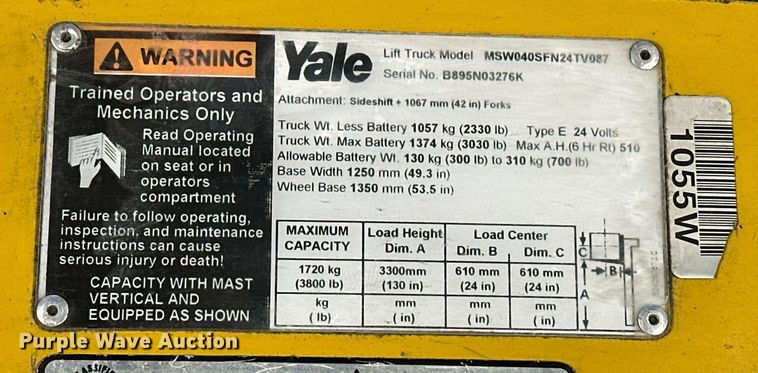 WARNING
Trained Operators and
Mechanics Only
Read Operating
Manual located
on seat or in
operators
compartment
Failure to follow operating,
inspection, and maintenance
instructions can cause
serious injury or death!
CAPACITY WITH MAST
VERTICAL AND
EQUIPPED AS SHOWN
Yale
Lift Truck Model MSW040SFN24TV087
Serial No. B895N03276K
Attachment: Sideshift + 1067 mm (42 in) Forks
Truck Wt. Less Battery 1057 kg (2330 lb) Type E 24 Volts
Truck Wt. Max Battery 1374 kg (3030 lb) Max A.H.(6 Hr Rt) 510
Allowable Battery Wt. 130 kg (300 lb) to 310 kg (700 lb)
Base Width 1250 mm (49.3 in)
Wheel Base 1350 mm (53.5 in)
MAXIMUM CAPACITY Load Height Dim. A Load Center Dim. B Dim. C
1720 kg 3300mm 610 mm 610 mm
(3800 lb) (130 in) (24 in) (24 in)
kg mm mm mm
( lb) ( in) ( in) ( in)
C
B
A
1055W
Purple Wave Auction